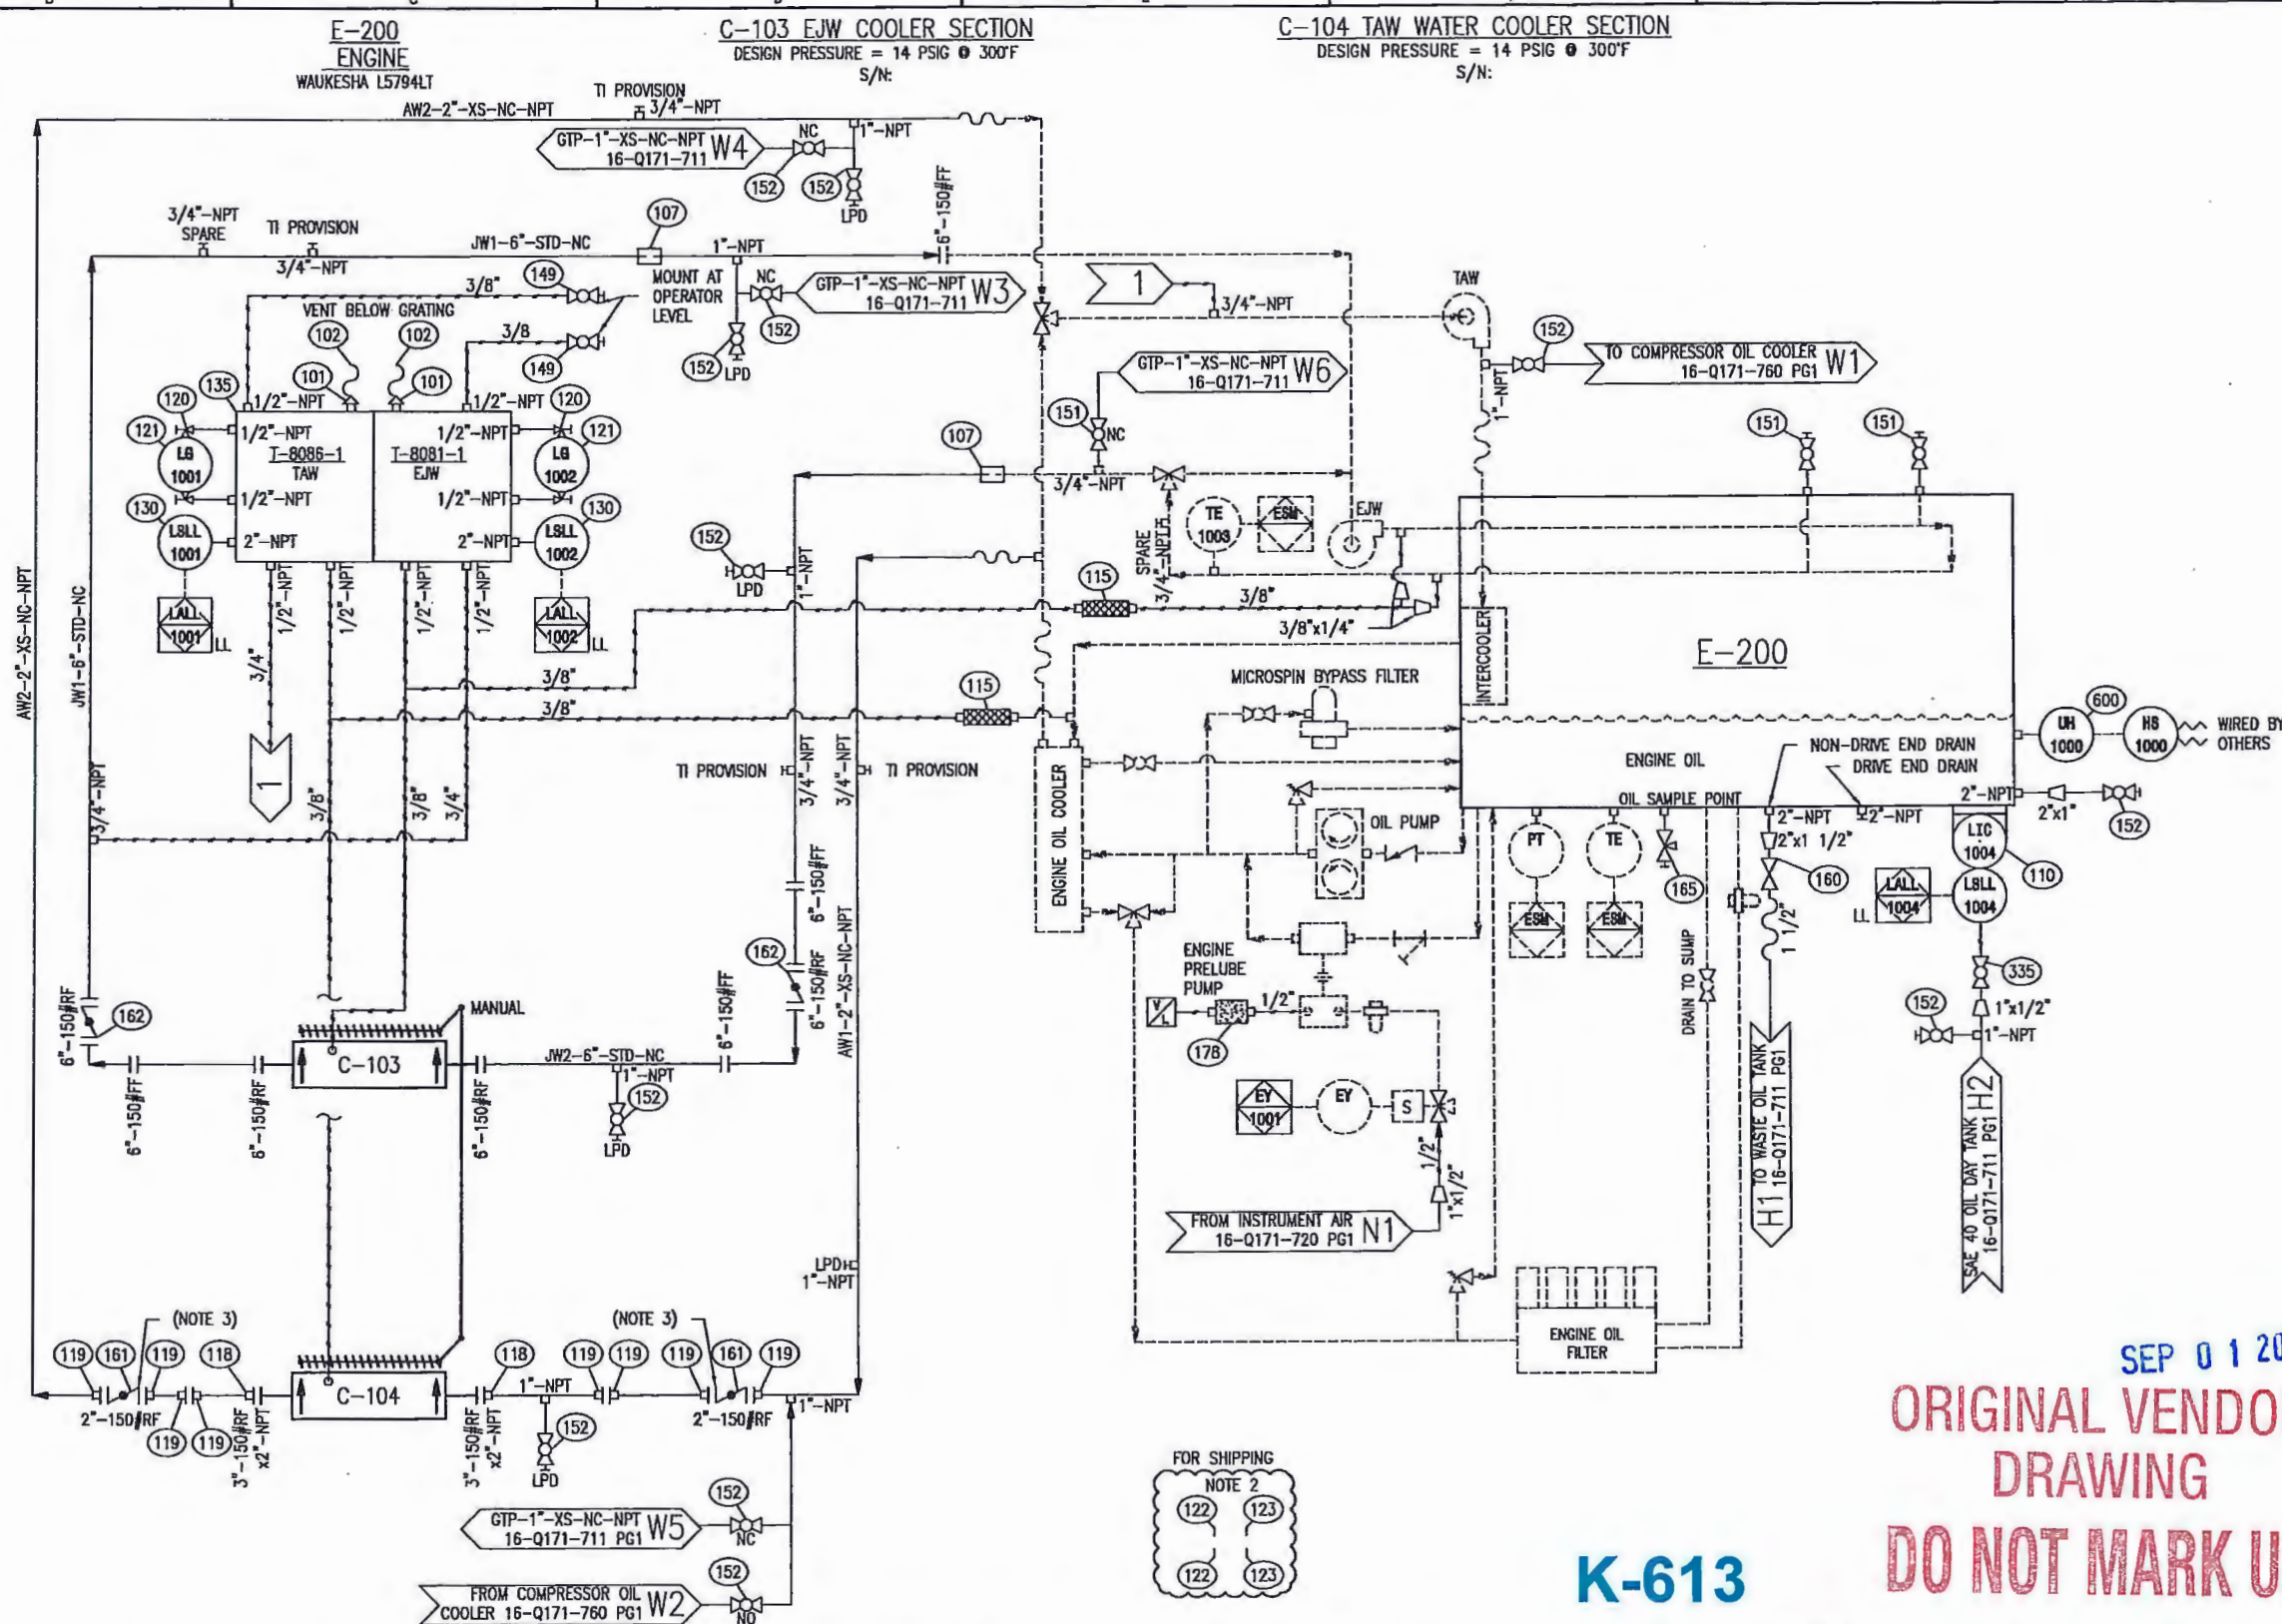 E-200
ENGINE
WAUKESHA L5794LT
C-103 EJW COOLER SECTION
DESIGN PRESSURE = 14 PSIG @ 300°F
S/N:
C-104 TAW WATER COOLER SECTION
DESIGN PRESSURE = 14 PSIG @ 300°F
S/N:
AW2-2"-XS-NC-NPT
TI PROVISION
3/4"-NPT
1"-NPT
GTP-1"-XS-NC-NPT
16-Q171-711
W4
NC
152
152
LPD
6"-150#FF
3/4"-NPT
SPARE
TI PROVISION
3/4"-NPT
JW1-6"-STD-NC
107
1"-NPT
MOUNT AT
OPERATOR
LEVEL
NC
152
GTP-1"-XS-NC-NPT
16-Q171-711
W3
152
LPD
1
3/4"-NPT
TAW
152
TO COMPRESSOR OIL COOLER
16-Q171-760 PG1
W1
1"-NPT
3/8"
149
VENT BELOW GRATING
102
102
3/8
149
101
101
135
120
120
1/2"-NPT
1/2"-NPT
1/2"-NPT
1/2"-NPT
121
LG
1001
T-8086-1
TAW
T-8081-1
EJW
LG
1002
121
1/2"-NPT
1/2"-NPT
130
LSLL
1001
2"-NPT
2"-NPT
LSLL
1002
130
LALL
1001
LL
LALL
1002
LL
1/2"-NPT
1/2"-NPT
1/2"-NPT
1/2"-NPT
3/4"
1
3/8"
3/8"
3/4"
3/8"
3/8"
GTP-1"-XS-NC-NPT
16-Q171-711
W6
151
NC
107
3/4"-NPT
152
LPD
1"-NPT
SPARE
3/4"-NPT
TE
1003
ESM
EJW
115
3/8"
3/8"x1/4"
115
151
151
INTERCOOLER
E-200
MICROSPIN BYPASS FILTER
ENGINE OIL
NON-DRIVE END DRAIN
DRIVE END DRAIN
OIL SAMPLE POINT
UH
1000
600
HS
1000
WIRED BY
OTHERS
2"-NPT
2"x1"
152
2"-NPT
2"-NPT
2"x1 1/2"
160
1 1/2"
LIC
1004
110
LSLL
1004
LALL
1004
LL
335
1"x1/2"
152
1"-NPT
AW2-2"-XS-NC-NPT
JW1-6"-STD-NC
3/4"-NPT
TI PROVISION
3/4"-NPT
3/4"-NPT
TI PROVISION
ENGINE OIL COOLER
OIL PUMP
PT
TE
ESM
ESM
165
DRAIN TO SUMP
6"-150#FF
AW1-2"-XS-NC-NPT
162
6"-150#RF
ENGINE
PRELUBE
PUMP
V/L
1/2"
178
6"-150#RF
162
MANUAL
C-103
6"-150#FF
6"-150#RF
6"-150#RF
JW2-6"-STD-NC
1"-NPT
6"-150#FF
152
LPD
EY
1001
EY
S
1/2"
1"x1/2"
FROM INSTRUMENT AIR
16-Q171-720 PG1
N1
H1
TO WASTE OIL TANK
16-Q171-711 PG1
SAE 40 OIL DAY TANK
16-Q171-711 PG1
H2
LPD
1"-NPT
(NOTE 3)
(NOTE 3)
119
161
119
118
118
119
119
119
161
119
C-104
1"-NPT
1"-NPT
2"-150#RF
119
119
3"-150#RF
x2"-NPT
3"-150#RF
x2"-NPT
152
LPD
2"-150#RF
ENGINE OIL
FILTER
GTP-1"-XS-NC-NPT
16-Q171-711 PG1
W5
152
NC
FROM COMPRESSOR OIL
COOLER 16-Q171-760 PG1
W2
152
NO
FOR SHIPPING
NOTE 2
122
123
122
123
K-613
SEP 0 1 20
ORIGINAL VENDO
DRAWING
DO NOT MARK U